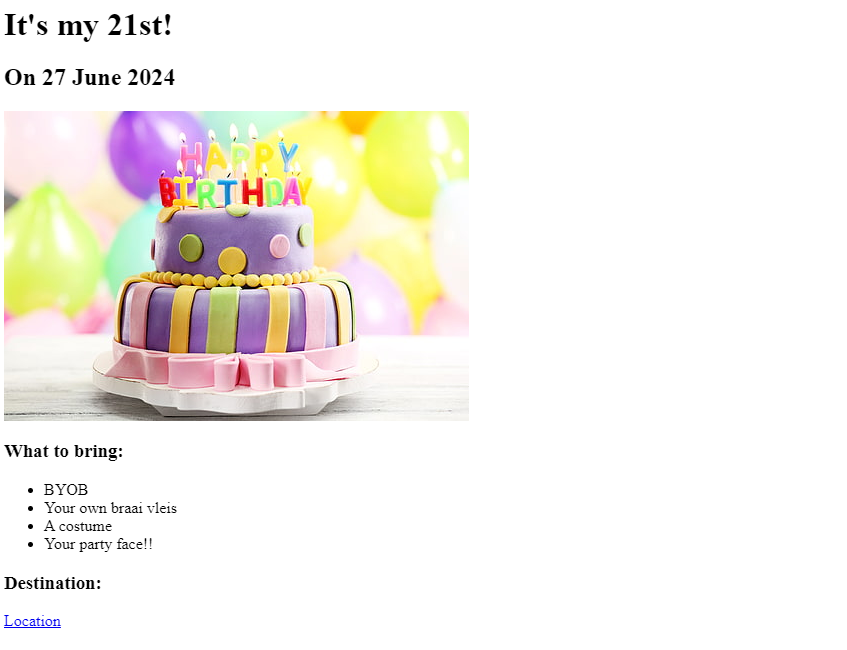 It's my 21st!
On 27 June 2024
HAPPY
BIRTHDAY
What to bring:
BYOB
Your own braai vleis
A costume
Your party face!!
Destination:
Location